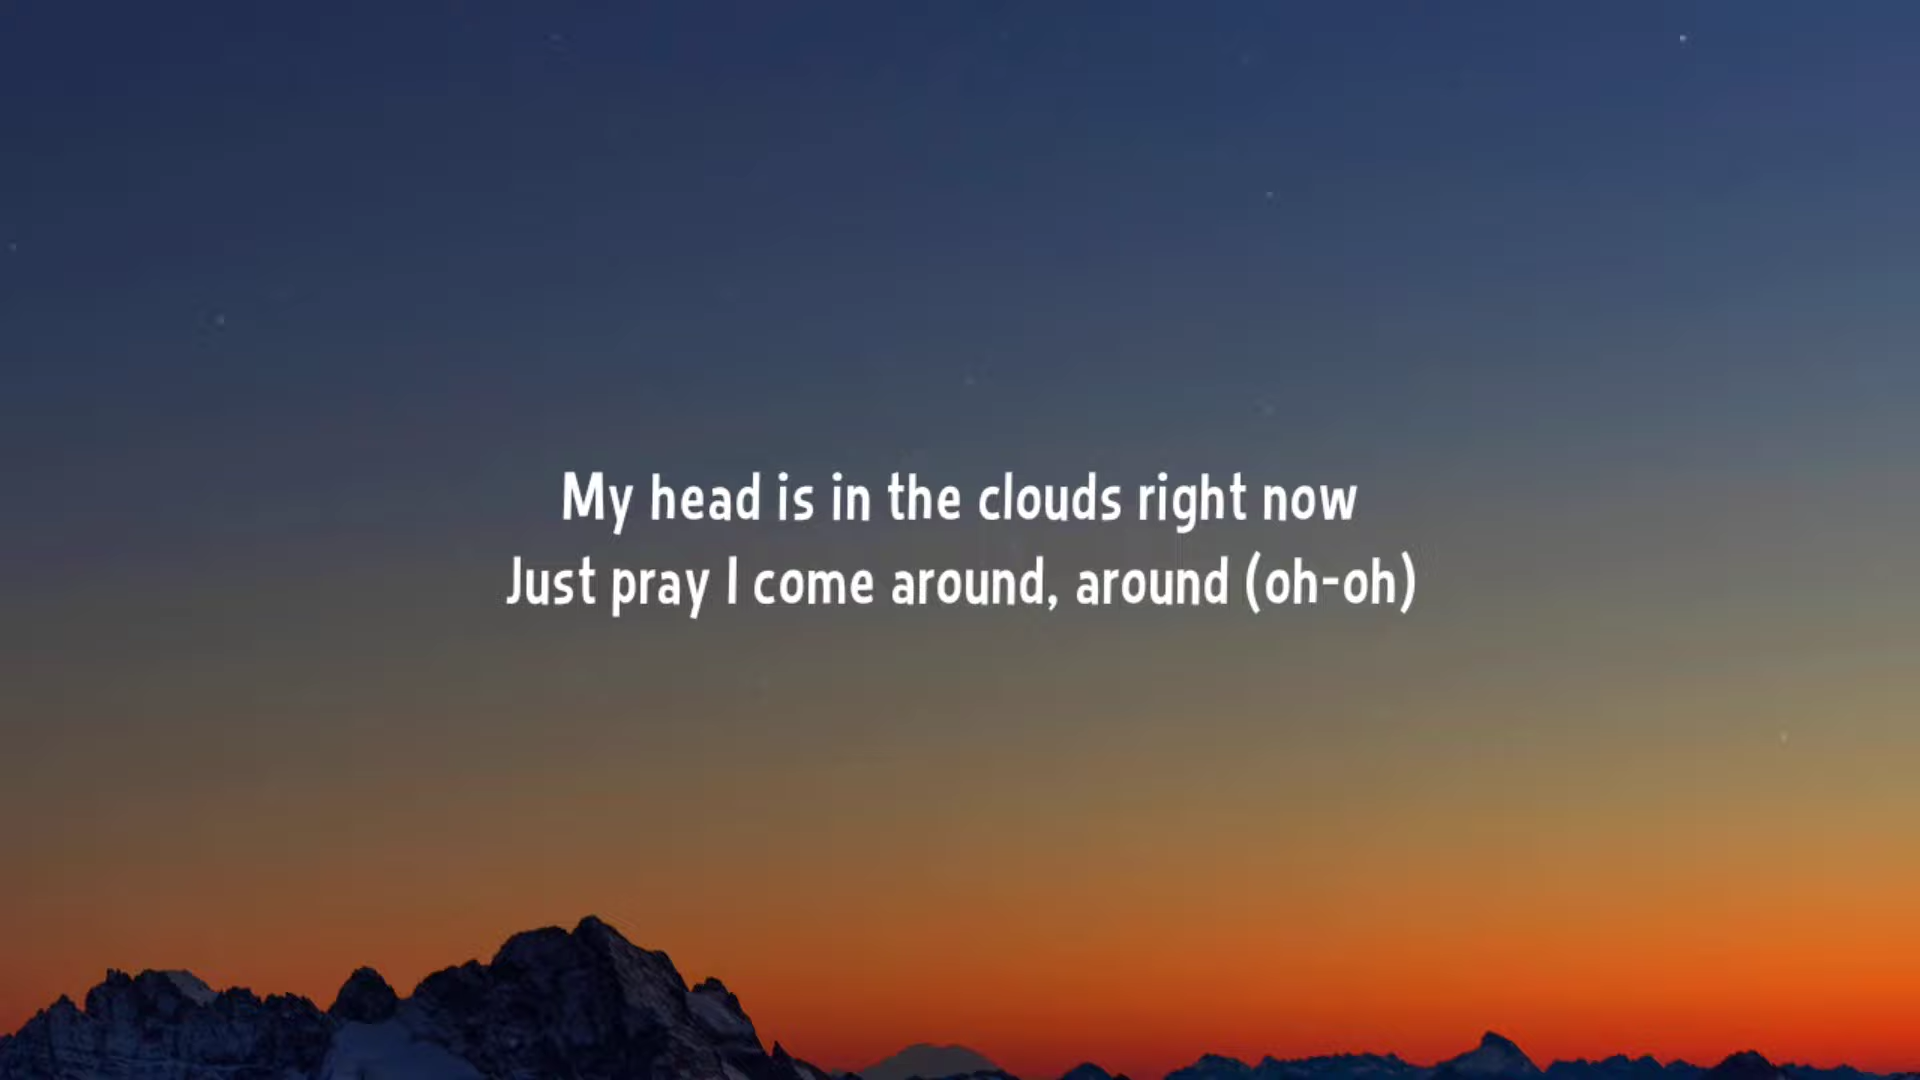 My head is in the clouds right now
Just pray I come around, around (oh-oh)